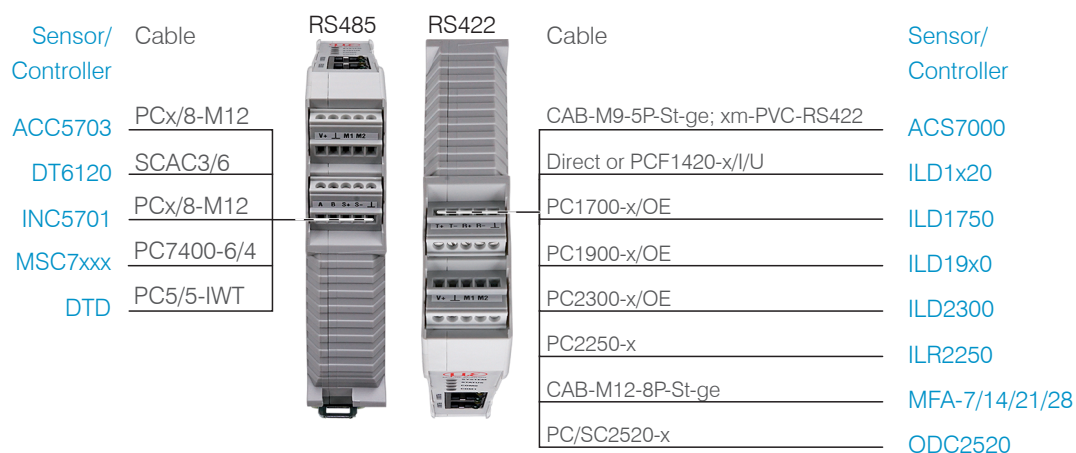 RS485
RS422
Sensor/
Controller
Cable
Cable
Sensor/
Controller
ACC5703
PCx/8-M12
DT6120
SCAC3/6
INC5701
PCx/8-M12
MSC7xxx
PC7400-6/4
DTD
PC5/5-IWT
V+ ⊥ M1 M2
A B S+ S- ⊥
T+ T- R+ R- ⊥
V+ ⊥ M1 M2
SYSTEM
STATUS
CAB-M9-5P-St-ge; xm-PVC-RS422
ACS7000
Direct or PCF1420-x/I/U
ILD1x20
PC1700-x/OE
ILD1750
PC1900-x/OE
ILD19x0
PC2300-x/OE
ILD2300
PC2250-x
ILR2250
CAB-M12-8P-St-ge
MFA-7/14/21/28
PC/SC2520-x
ODC2520